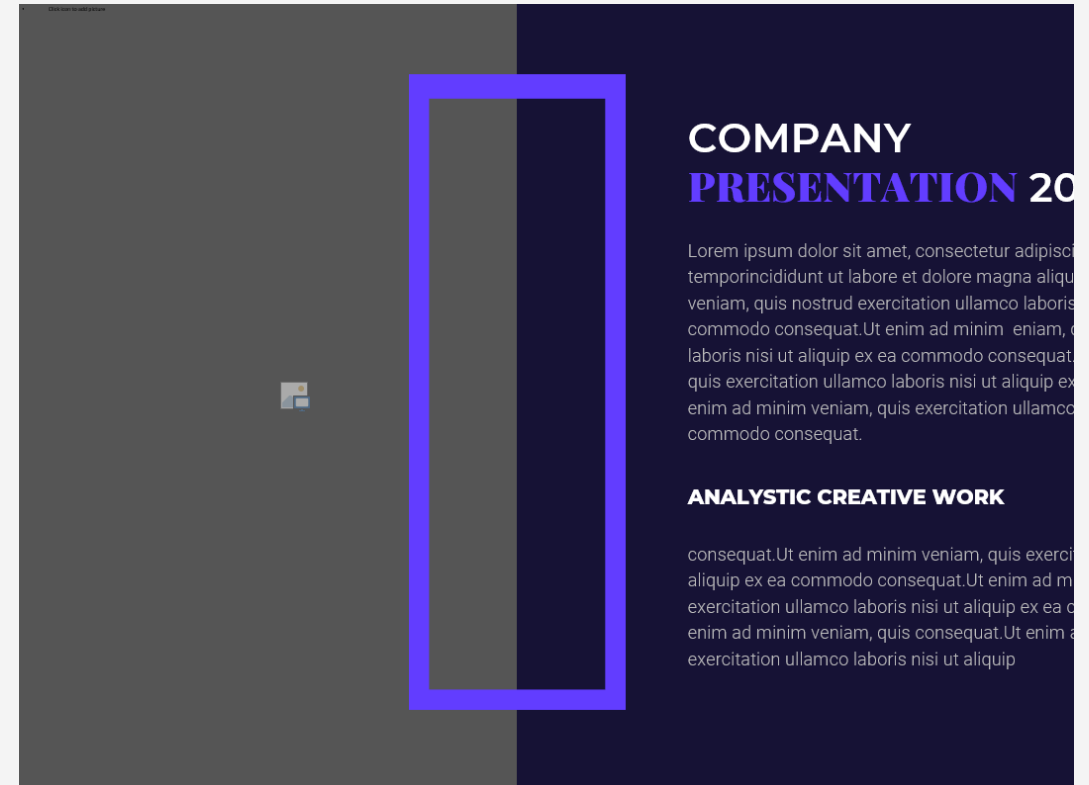 Click icon to add picture
COMPANY
PRESENTATION 20
Lorem ipsum dolor sit amet, consectetur adipisci
temporincididunt ut labore et dolore magna aliqu
veniam, quis nostrud exercitation ullamco laboris
commodo consequat.Ut enim ad minim  eniam,
laboris nisi ut aliquip ex ea commodo consequat.
quis exercitation ullamco laboris nisi ut aliquip ex
enim ad minim veniam, quis exercitation ullamco
commodo consequat.
ANALYSTIC CREATIVE WORK
consequat.Ut enim ad minim veniam, quis exerci
aliquip ex ea commodo consequat.Ut enim ad m
exercitation ullamco laboris nisi ut aliquip ex ea
enim ad minim veniam, quis consequat.Ut enim
exercitation ullamco laboris nisi ut aliquip